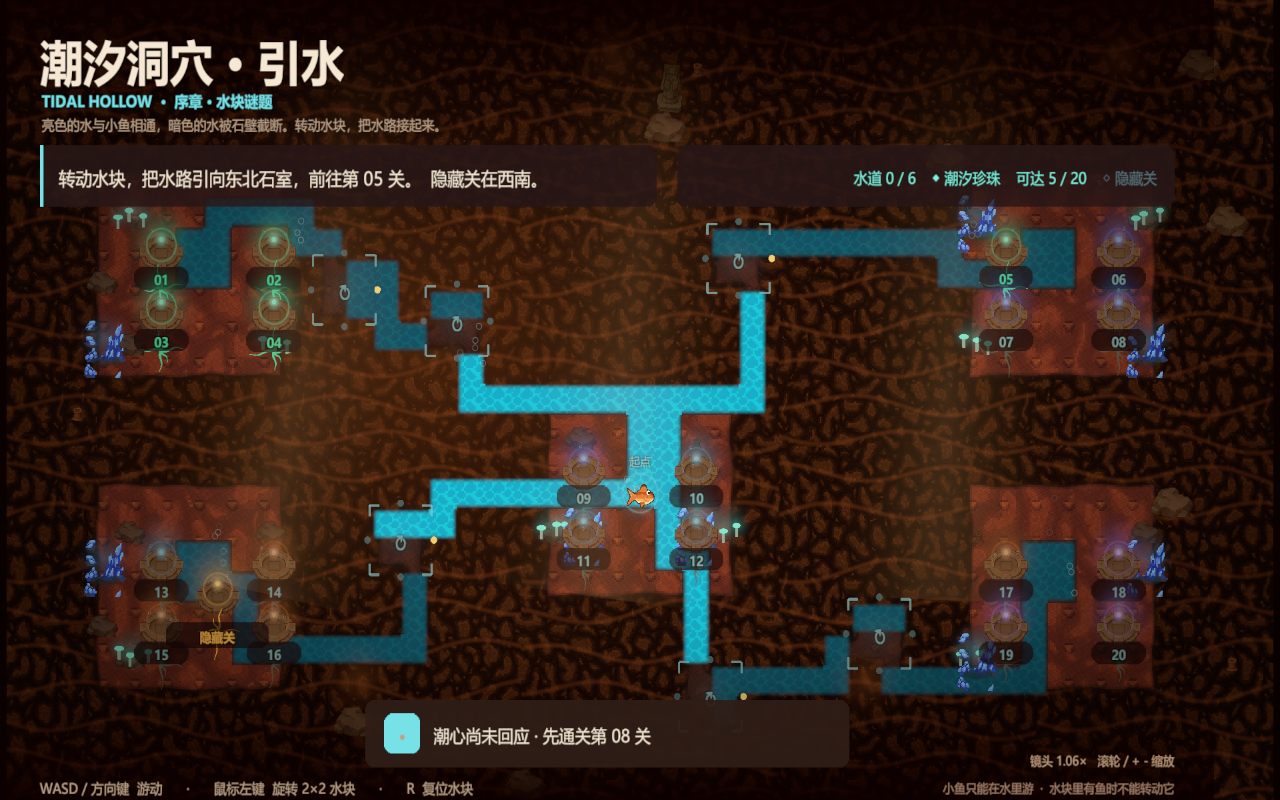 潮汐洞穴·引水
TIDAL HOLLOW · 序章·水块谜题
亮色的水与小鱼相通，暗色的水被石壁截断。转动水块，把水路接起来。
转动水块，把水路引向东北石室，前往第 05 关。 隐藏关在西南。
水道 0 / 6 ◆潮汐珍珠 可达 5 / 20 ◇隐藏关
01
02
03
04
05
06
07
08
起点
09
10
11
12
13
14
隐藏关
15
16
17
18
19
20
潮心尚未回应 · 先通关第 08 关
镜头 1.06× 滚轮 / + - 缩放
WASD / 方向键 游动 · 鼠标左键 旋转 2×2 水块 · R 复位水块
小鱼只能在水里游 · 水块里有鱼时不能转动它